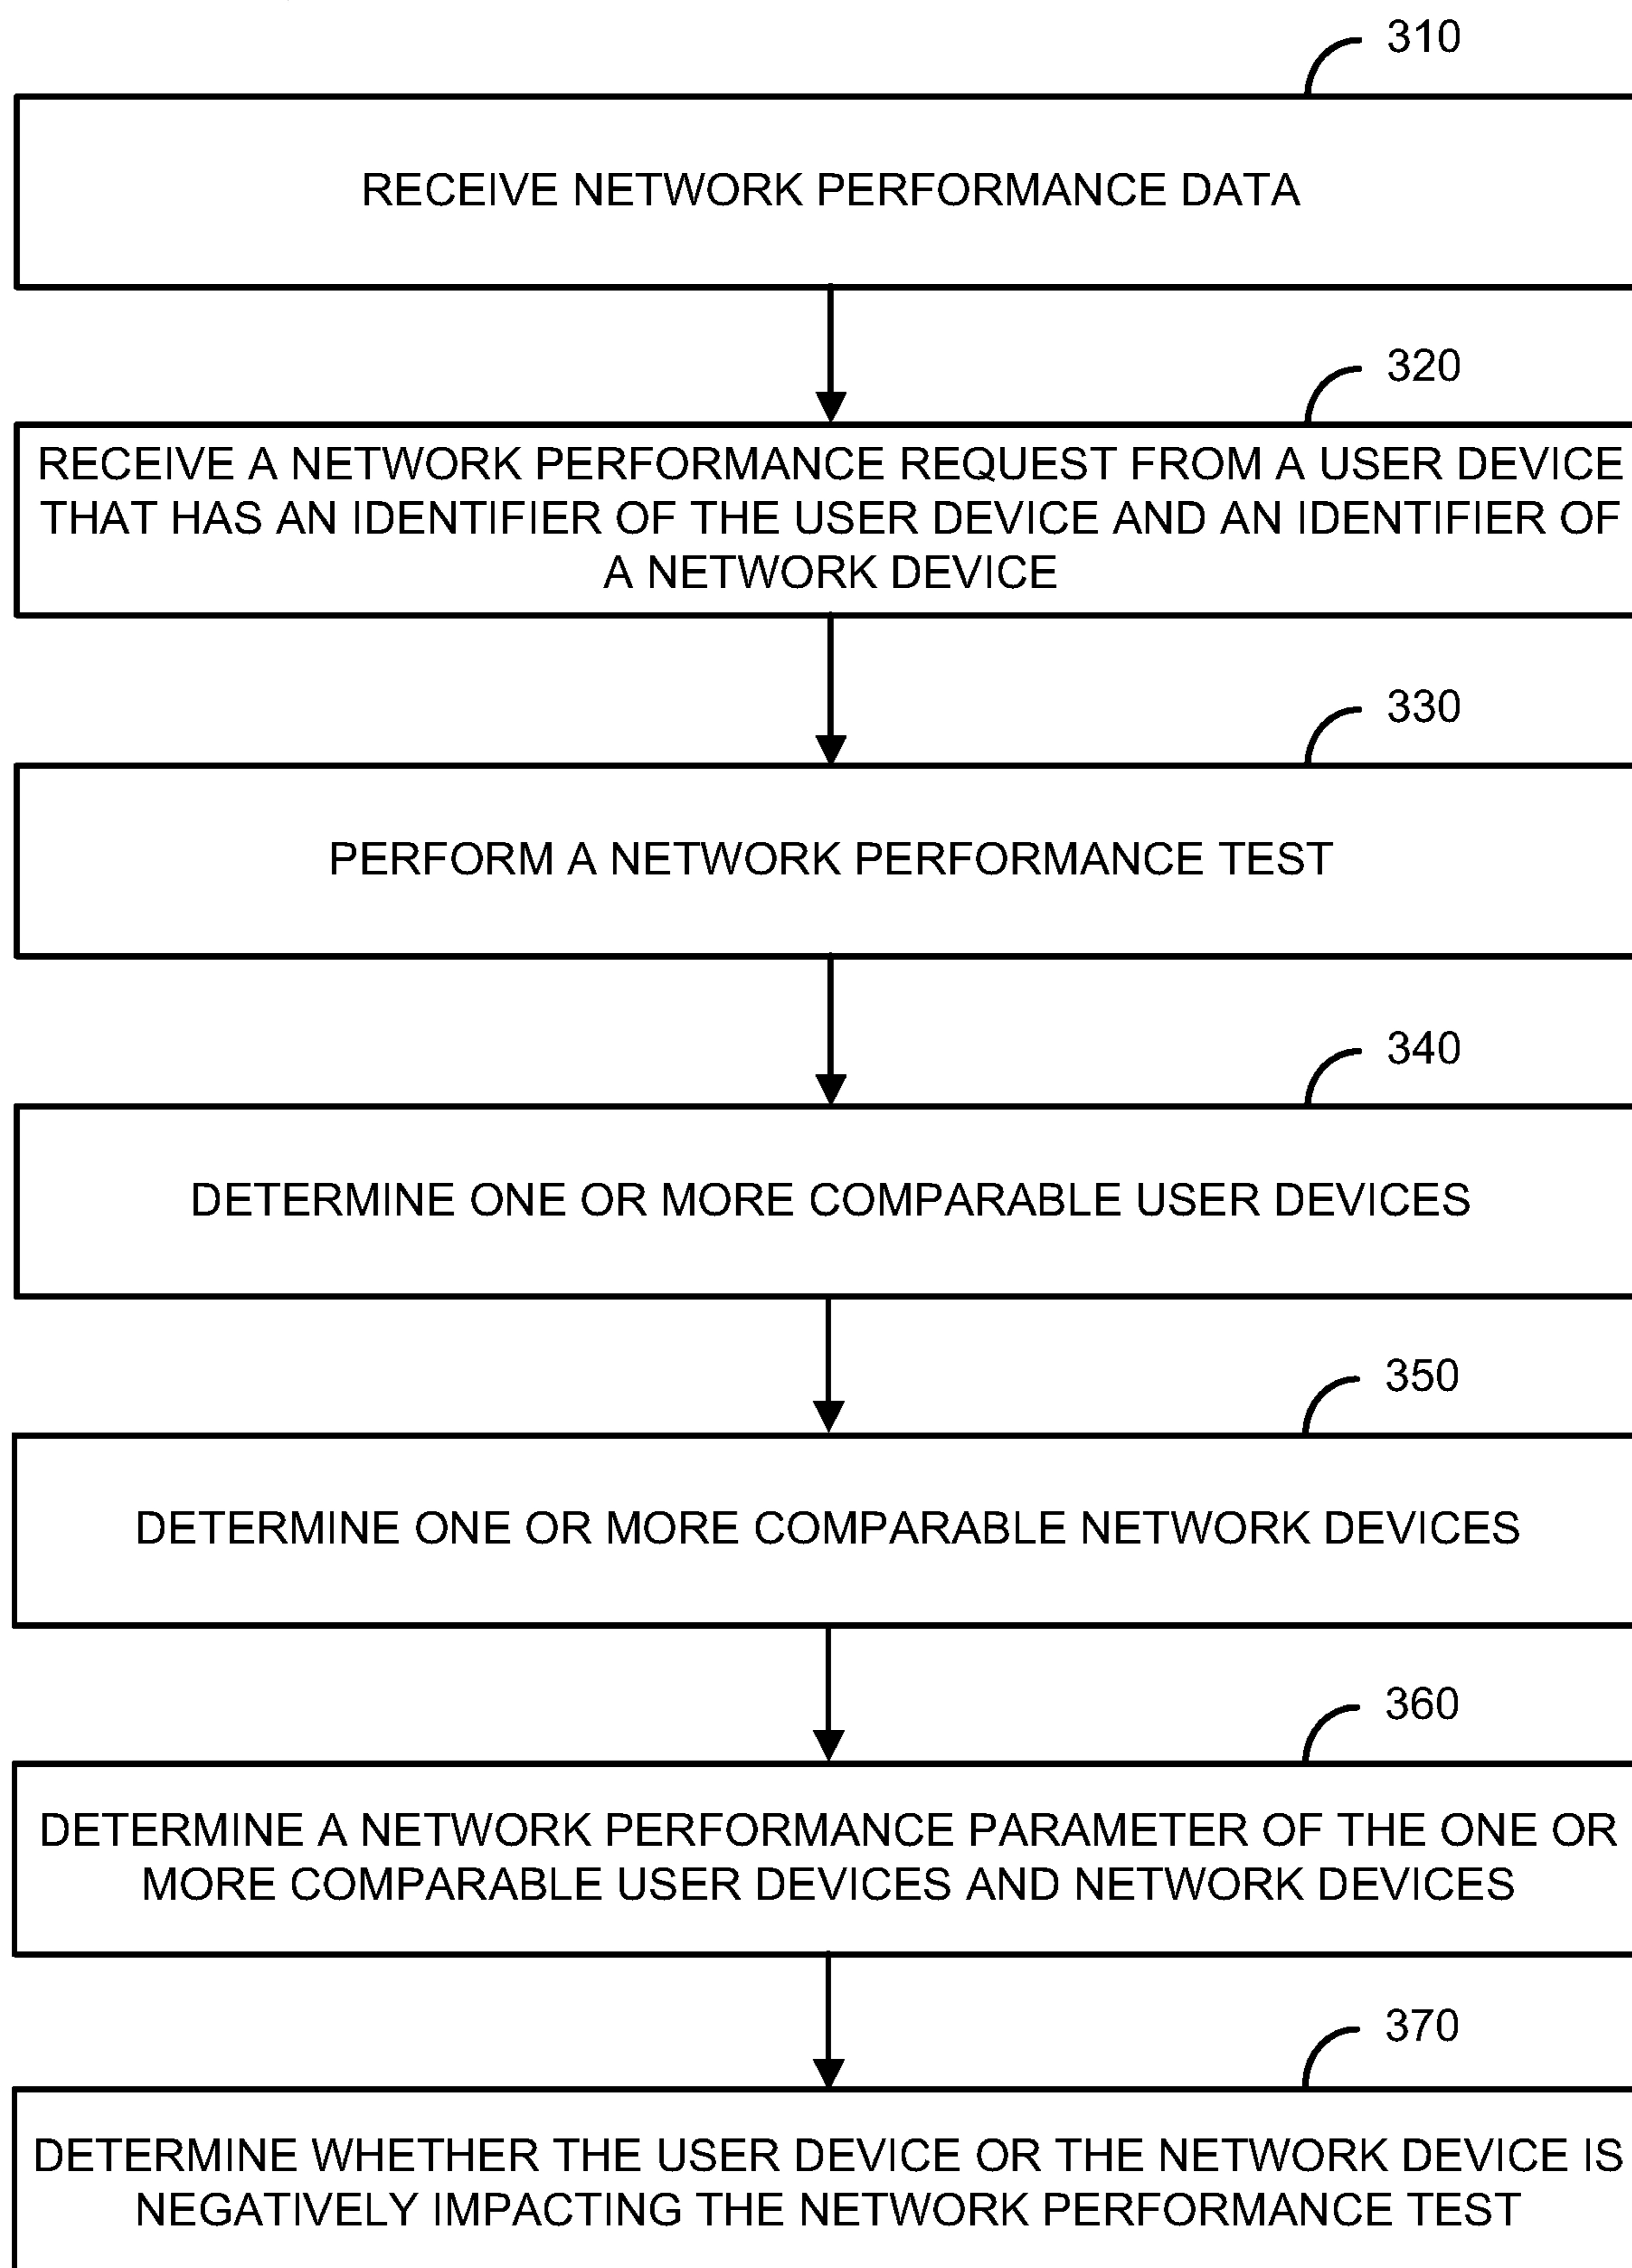 310
RECEIVE NETWORK PERFORMANCE DATA
320
RECEIVE A NETWORK PERFORMANCE REQUEST FROM A USER DEVICE
THAT HAS AN IDENTIFIER OF THE USER DEVICE AND AN IDENTIFIER OF
A NETWORK DEVICE
330
PERFORM A NETWORK PERFORMANCE TEST
340
DETERMINE ONE OR MORE COMPARABLE USER DEVICES
350
DETERMINE ONE OR MORE COMPARABLE NETWORK DEVICES
360
DETERMINE A NETWORK PERFORMANCE PARAMETER OF THE ONE OR
MORE COMPARABLE USER DEVICES AND NETWORK DEVICES
370
DETERMINE WHETHER THE USER DEVICE OR THE NETWORK DEVICE IS
NEGATIVELY IMPACTING THE NETWORK PERFORMANCE TEST